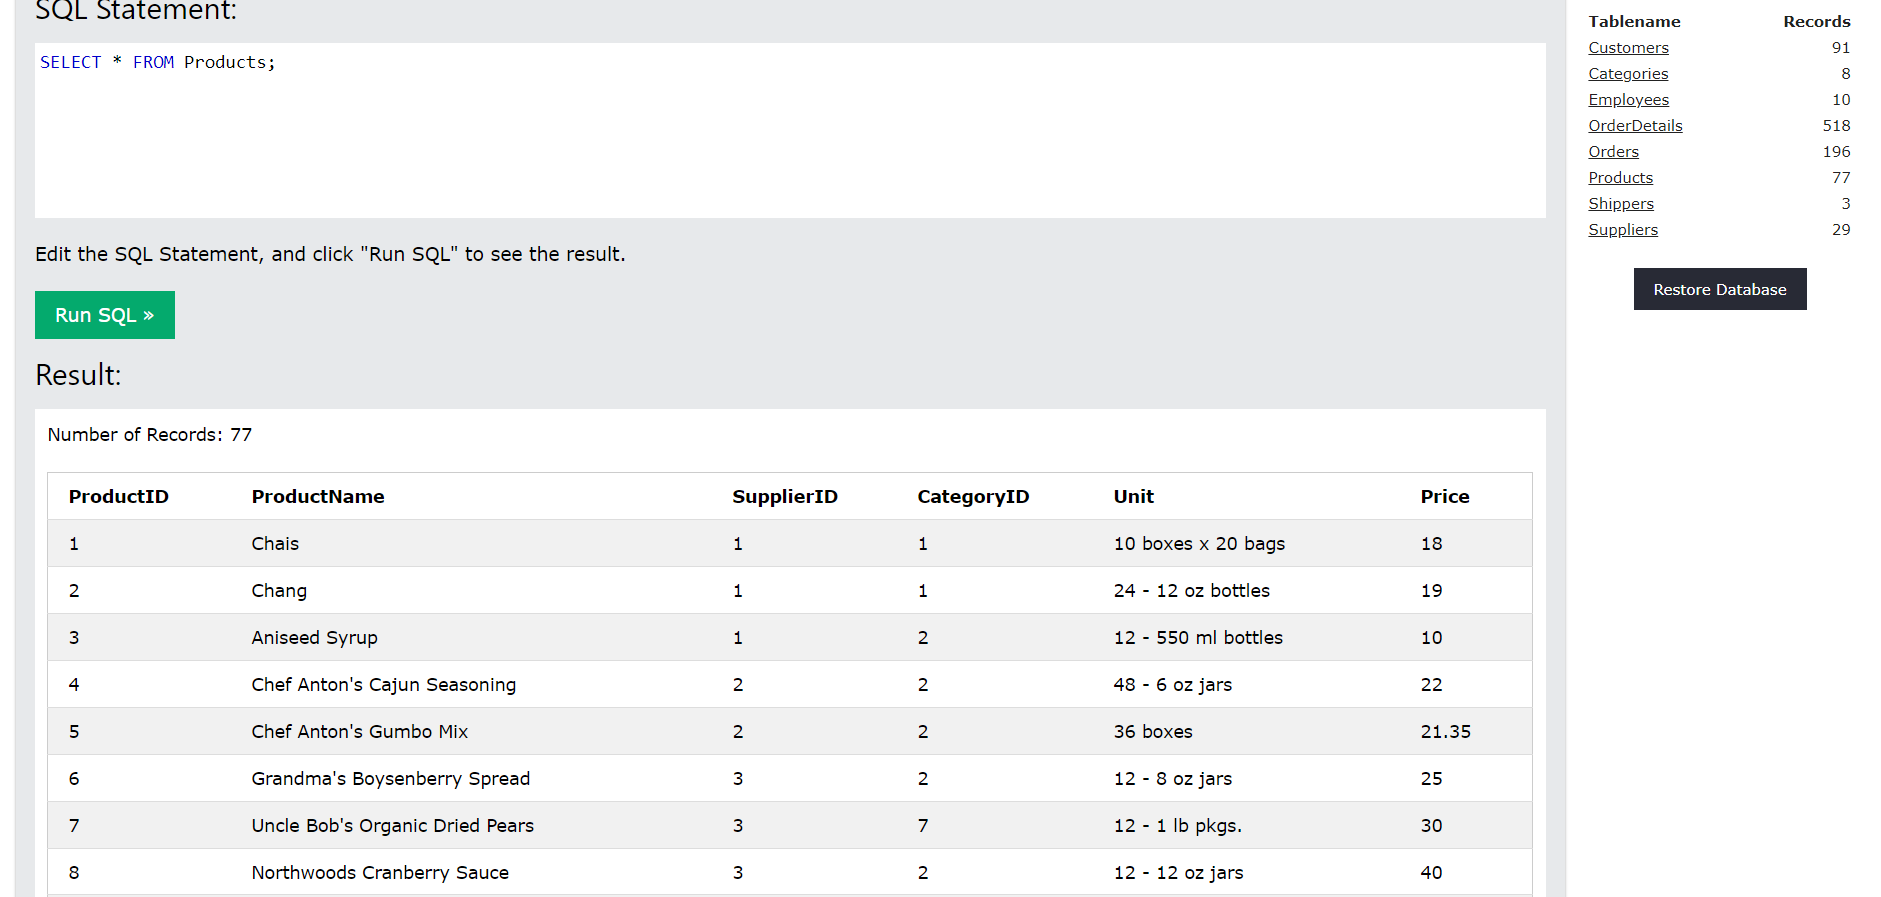 SQL Statement:
SELECT * FROM Products;
Edit the SQL Statement, and click "Run SQL" to see the result.
Run SQL »
Result:
Number of Records: 77
ProductID ProductName SupplierID CategoryID Unit Price
1 Chais 1 1 10 boxes x 20 bags 18
2 Chang 1 1 24 - 12 oz bottles 19
3 Aniseed Syrup 1 2 12 - 550 ml bottles 10
4 Chef Anton's Cajun Seasoning 2 2 48 - 6 oz jars 22
5 Chef Anton's Gumbo Mix 2 2 36 boxes 21.35
6 Grandma's Boysenberry Spread 3 2 12 - 8 oz jars 25
7 Uncle Bob's Organic Dried Pears 3 7 12 - 1 lb pkgs. 30
8 Northwoods Cranberry Sauce 3 2 12 - 12 oz jars 40
Tablename Records
Customers 91
Categories 8
Employees 10
OrderDetails 518
Orders 196
Products 77
Shippers 3
Suppliers 29
Restore Database